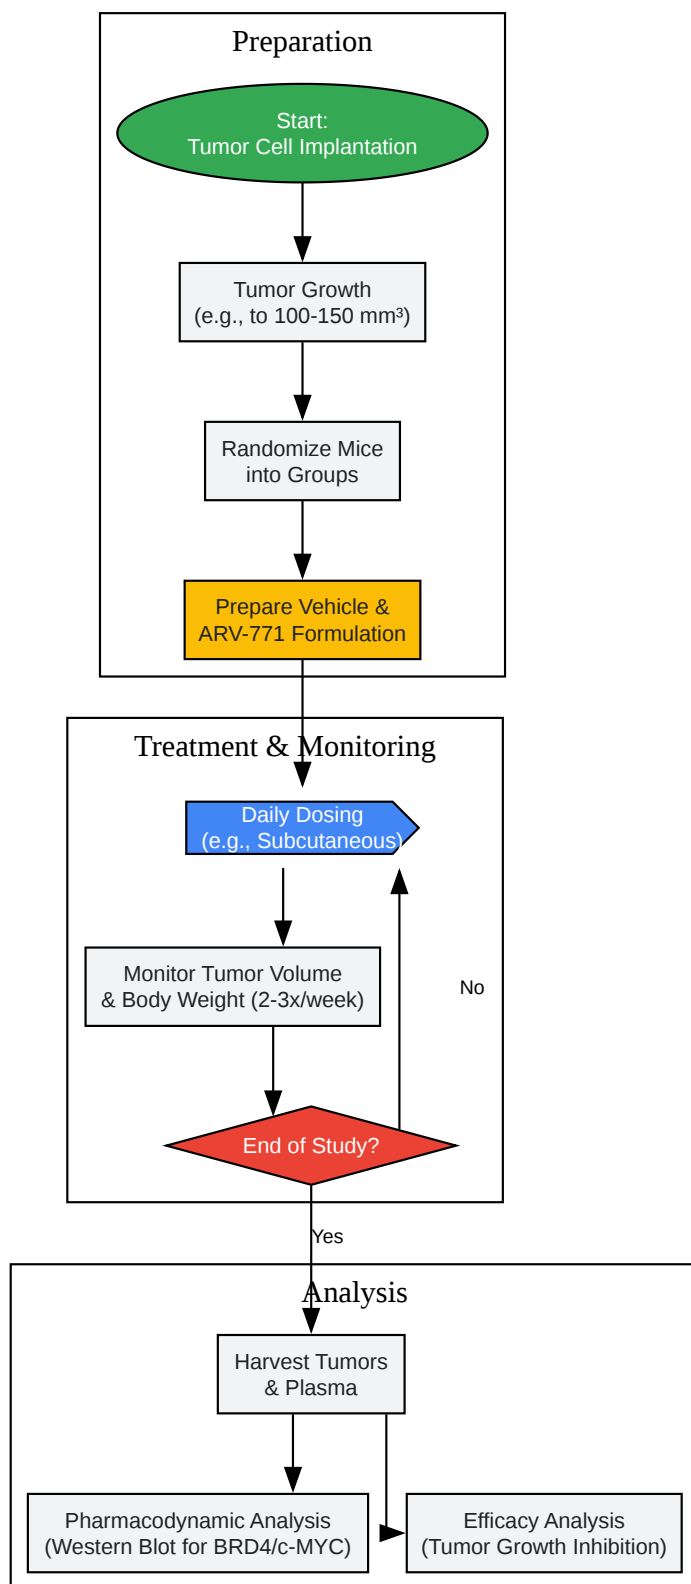 Preparation
Start:
Tumor Cell Implantation
Tumor Growth
(e.g., to 100-150 mm³)
Randomize Mice
into Groups
Prepare Vehicle &
ARV-771 Formulation
Treatment & Monitoring
Daily Dosing
(e.g., Subcutaneous)
Monitor Tumor Volume
& Body Weight (2-3x/week)
No
End of Study?
Yes
Analysis
Harvest Tumors
& Plasma
Pharmacodynamic Analysis
(Western Blot for BRD4/c-MYC)
Efficacy Analysis
(Tumor Growth Inhibition)